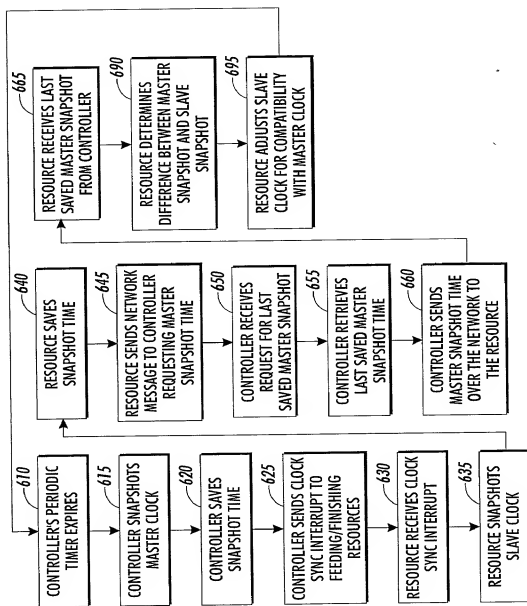 610
CONTROLLER'S PERIODIC
TIMER EXPIRES
615
CONTROLLER SNAPSHOTS
MASTER CLOCK
620
CONTROLLER SAVES
SNAPSHOT TIME
625
CONTROLLER SENDS CLOCK
SYNC INTERRUPT TO
FEEDING/FINISHING
RESOURCES
630
RESOURCE RECEIVES CLOCK
SYNC INTERRUPT
635
RESOURCE SNAPSHOTS
SLAVE CLOCK
640
RESOURCE SAVES
SNAPSHOT TIME
645
RESOURCE SENDS NETWORK
MESSAGE TO CONTROLLER
REQUESTING MASTER
SNAPSHOT TIME
650
CONTROLLER RECEIVES
REQUEST FOR LAST
SAVED MASTER SNAPSHOT
655
CONTROLLER RETRIEVES
LAST SAVED MASTER
SNAPSHOT TIME
660
CONTROLLER SENDS
MASTER SNAPSHOT TIME
OVER THE NETWORK TO
THE RESOURCE
665
RESOURCE RECEIVES LAST
SAVED MASTER SNAPSHOT
FROM CONTROLLER
690
RESOURCE DETERMINES
DIFFERENCE BETWEEN MASTER
SNAPSHOT AND SLAVE
SNAPSHOT
695
RESOURCE ADJUSTS SLAVE
CLOCK FOR COMPATIBILITY
WITH MASTER CLOCK